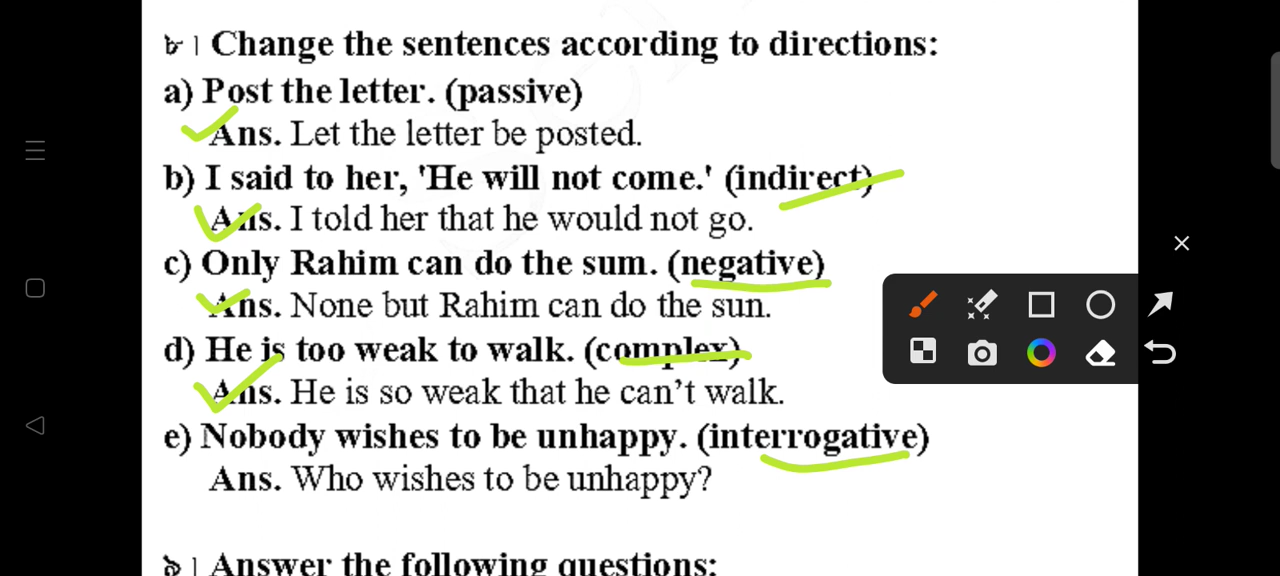 ৮। Change the sentences according to directions:
a) Post the letter. (passive)
Ans. Let the letter be posted.
b) I said to her, 'He will not come.' (indirect)
Ans. I told her that he would not go.
c) Only Rahim can do the sum. (negative)
Ans. None but Rahim can do the sun.
d) He is too weak to walk. (complex)
Ans. He is so weak that he can’t walk.
e) Nobody wishes to be unhappy. (interrogative)
Ans. Who wishes to be unhappy?
৯। Answer the following questions: